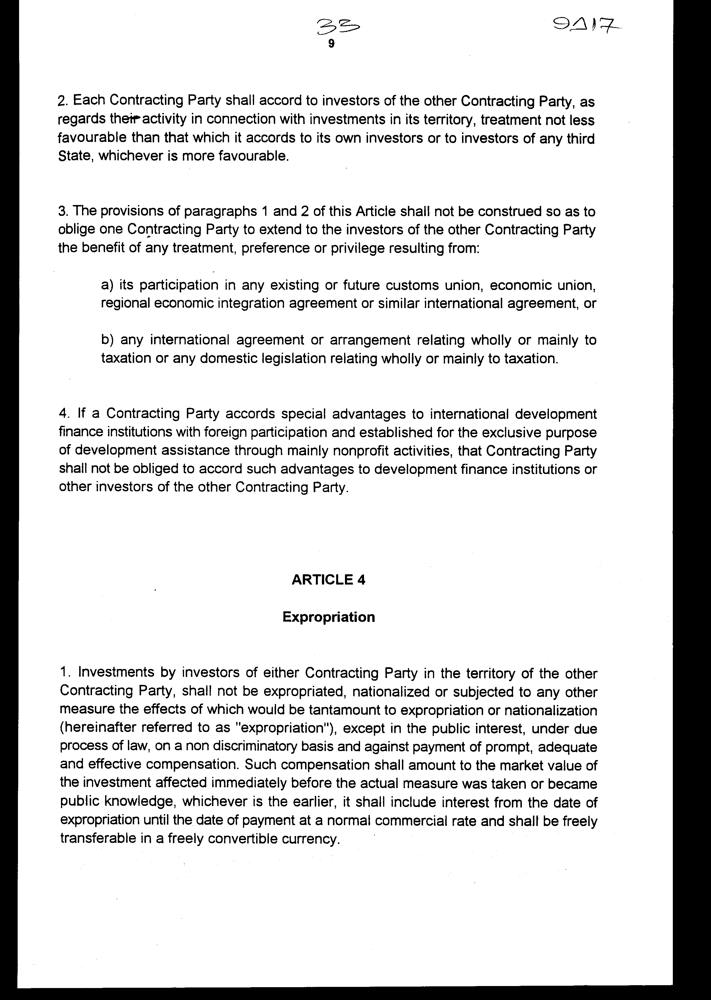 33
9Δ17
9
2. Each Contracting Party shall accord to investors of the other Contracting Party, as
regards their activity in connection with investments in its territory, treatment not less
favourable than that which it accords to its own investors or to investors of any third
State, whichever is more favourable.
3. The provisions of paragraphs 1 and 2 of this Article shall not be construed so as to
oblige one Contracting Party to extend to the investors of the other Contracting Party
the benefit of any treatment, preference or privilege resulting from:
a) its participation in any existing or future customs union, economic union,
regional economic integration agreement or similar international agreement, or
b) any international agreement or arrangement relating wholly or mainly to
taxation or any domestic legislation relating wholly or mainly to taxation.
4. If a Contracting Party accords special advantages to international development
finance institutions with foreign participation and established for the exclusive purpose
of development assistance through mainly nonprofit activities, that Contracting Party
shall not be obliged to accord such advantages to development finance institutions or
other investors of the other Contracting Party.
ARTICLE 4
Expropriation
1. Investments by investors of either Contracting Party in the territory of the other
Contracting Party, shall not be expropriated, nationalized or subjected to any other
measure the effects of which would be tantamount to expropriation or nationalization
(hereinafter referred to as "expropriation"), except in the public interest, under due
process of law, on a non discriminatory basis and against payment of prompt, adequate
and effective compensation. Such compensation shall amount to the market value of
the investment affected immediately before the actual measure was taken or became
public knowledge, whichever is the earlier, it shall include interest from the date of
expropriation until the date of payment at a normal commercial rate and shall be freely
transferable in a freely convertible currency.